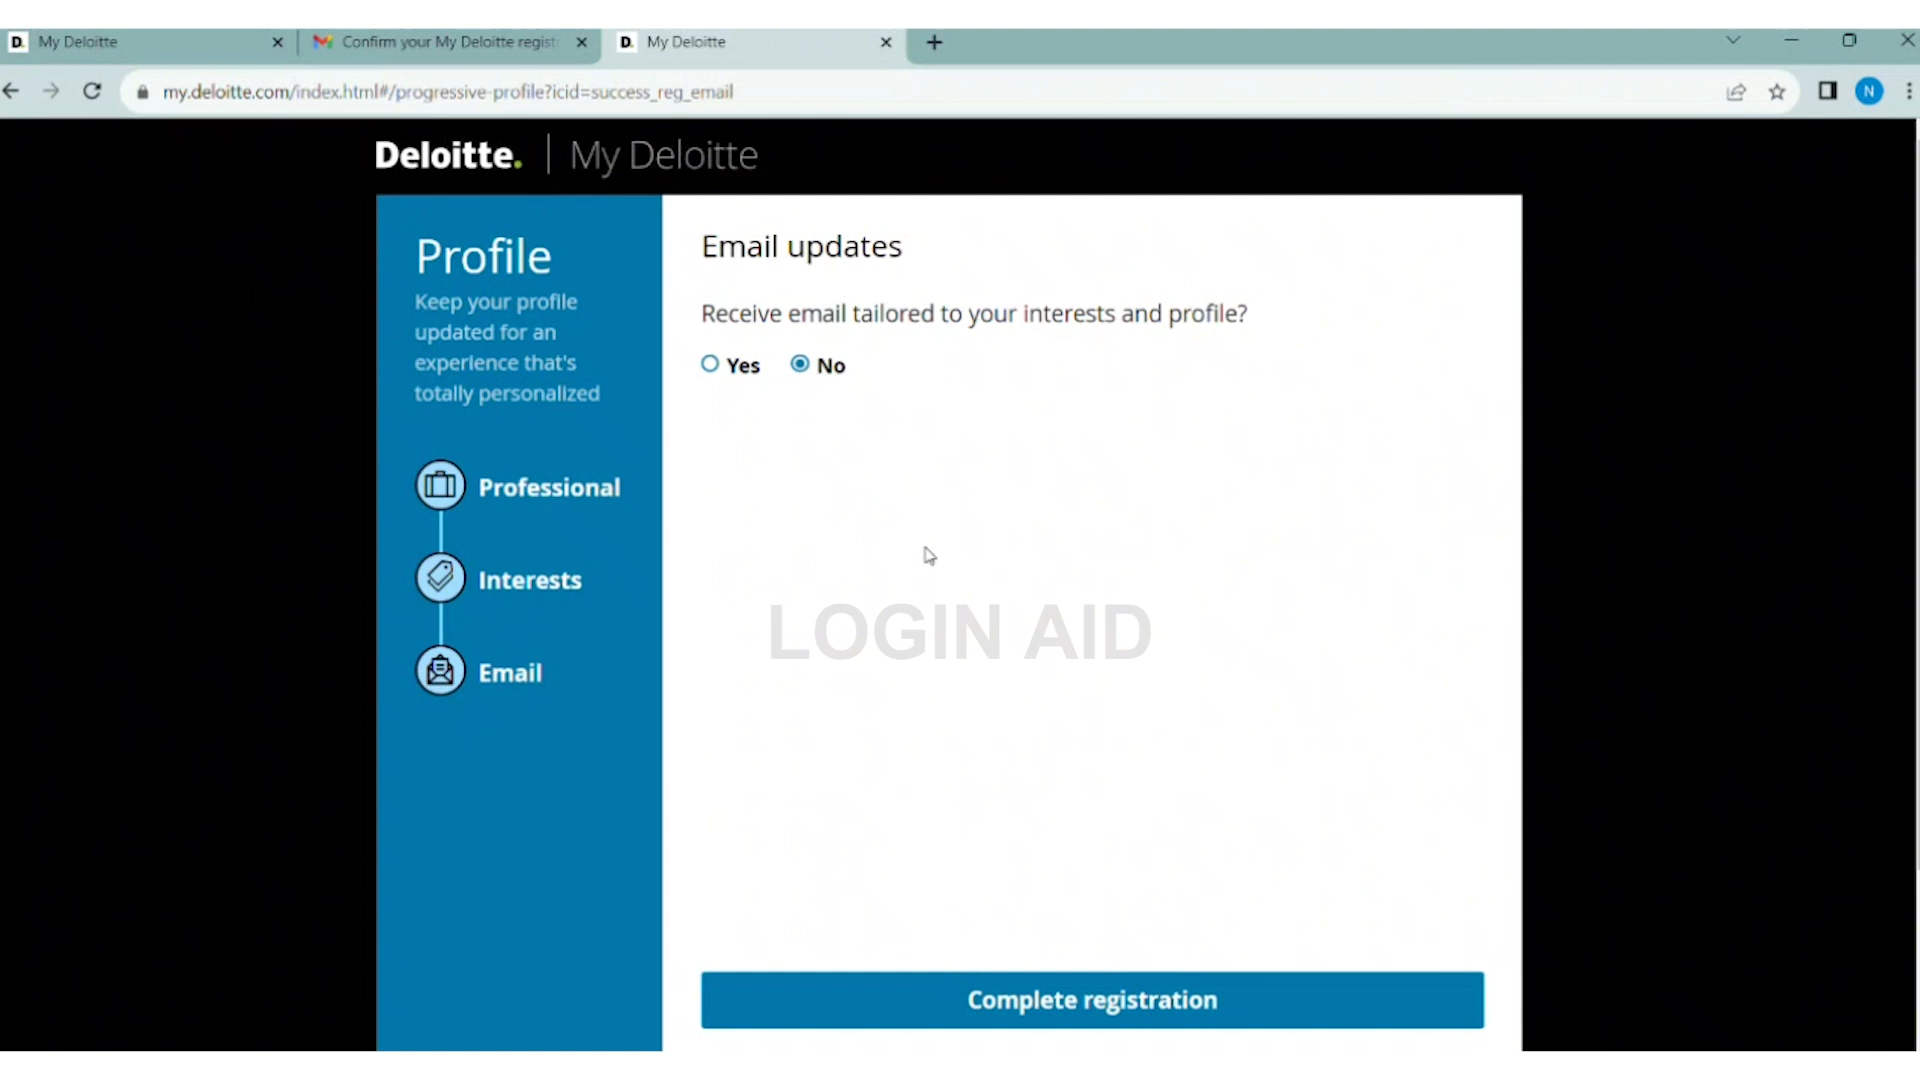 D. My Deloitte
Confirm your My Deloitte regist
D. My Deloitte
my.deloitte.com/index.html#/progressive-profile?icid=success_reg_email
N
Deloitte. | My Deloitte
Profile
Keep your profile
updated for an
experience that's
totally personalized
Professional
Interests
Email
Email updates
Receive email tailored to your interests and profile?
Yes No
LOGIN AID
Complete registration